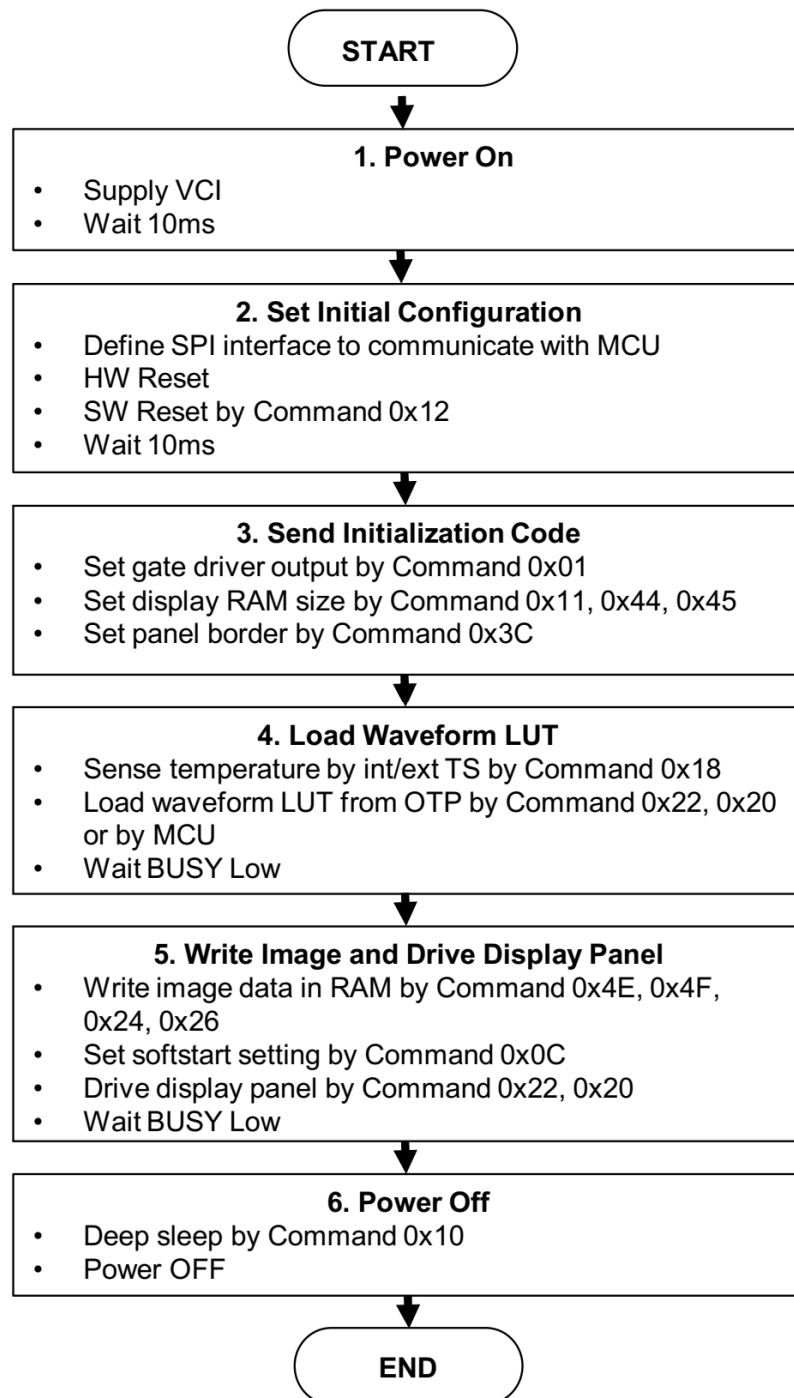 START
1. Power On
• Supply VCI
• Wait 10ms
2. Set Initial Configuration
• Define SPI interface to communicate with MCU
• HW Reset
• SW Reset by Command 0x12
• Wait 10ms
3. Send Initialization Code
• Set gate driver output by Command 0x01
• Set display RAM size by Command 0x11, 0x44, 0x45
• Set panel border by Command 0x3C
4. Load Waveform LUT
• Sense temperature by int/ext TS by Command 0x18
• Load waveform LUT from OTP by Command 0x22, 0x20
or by MCU
• Wait BUSY Low
5. Write Image and Drive Display Panel
• Write image data in RAM by Command 0x4E, 0x4F,
0x24, 0x26
• Set softstart setting by Command 0x0C
• Drive display panel by Command 0x22, 0x20
• Wait BUSY Low
6. Power Off
• Deep sleep by Command 0x10
• Power OFF
END